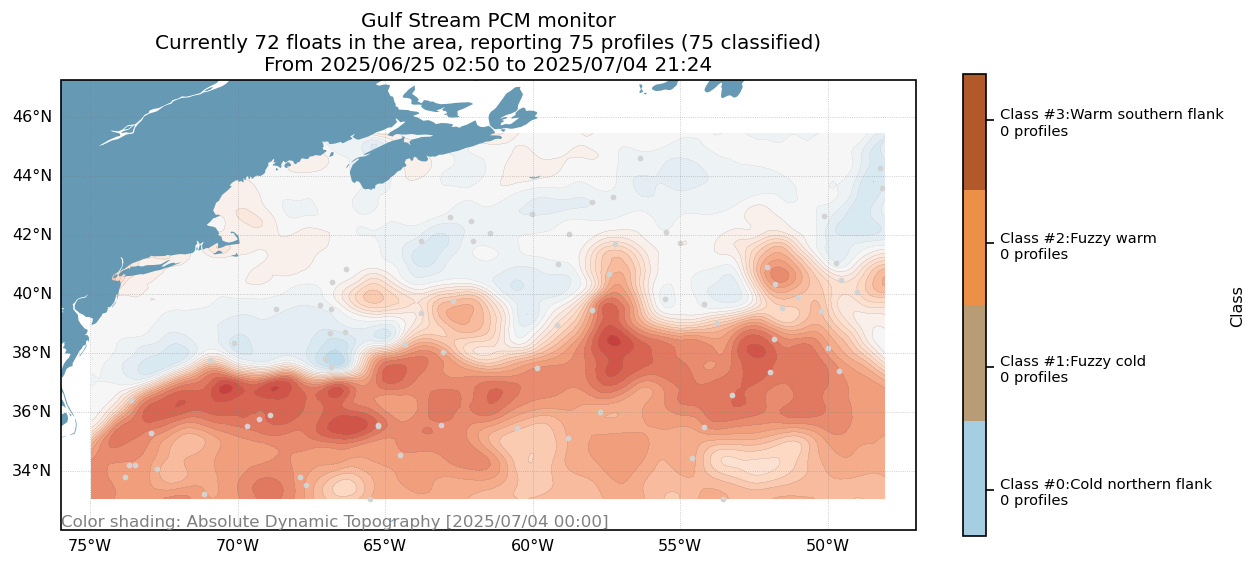 Gulf Stream PCM monitor
Currently 72 floats in the area, reporting 75 profiles (75 classified)
From 2025/06/25 02:50 to 2025/07/04 21:24
46°N
44°N
42°N
40°N
38°N
36°N
34°N
Color shading: Absolute Dynamic Topography [2025/07/04 00:00]
75°W
70°W
65°W
60°W
55°W
50°W
Class #3:Warm southern flank
0 profiles
Class #2:Fuzzy warm
0 profiles
Class #1:Fuzzy cold
0 profiles
Class #0:Cold northern flank
0 profiles
Class